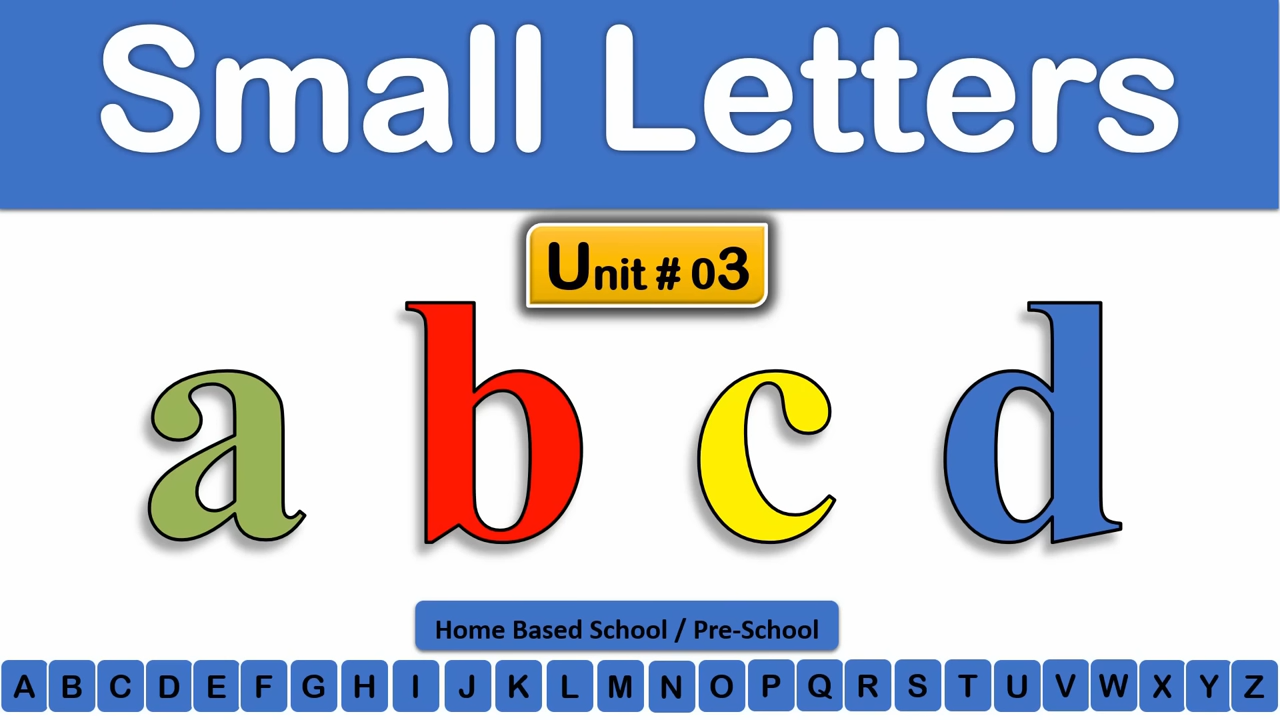 Small Letters
Unit # 03
a b c d
Home Based School / Pre-School
A B C D E F G H I J K L M N O P Q R S T U V W X Y Z